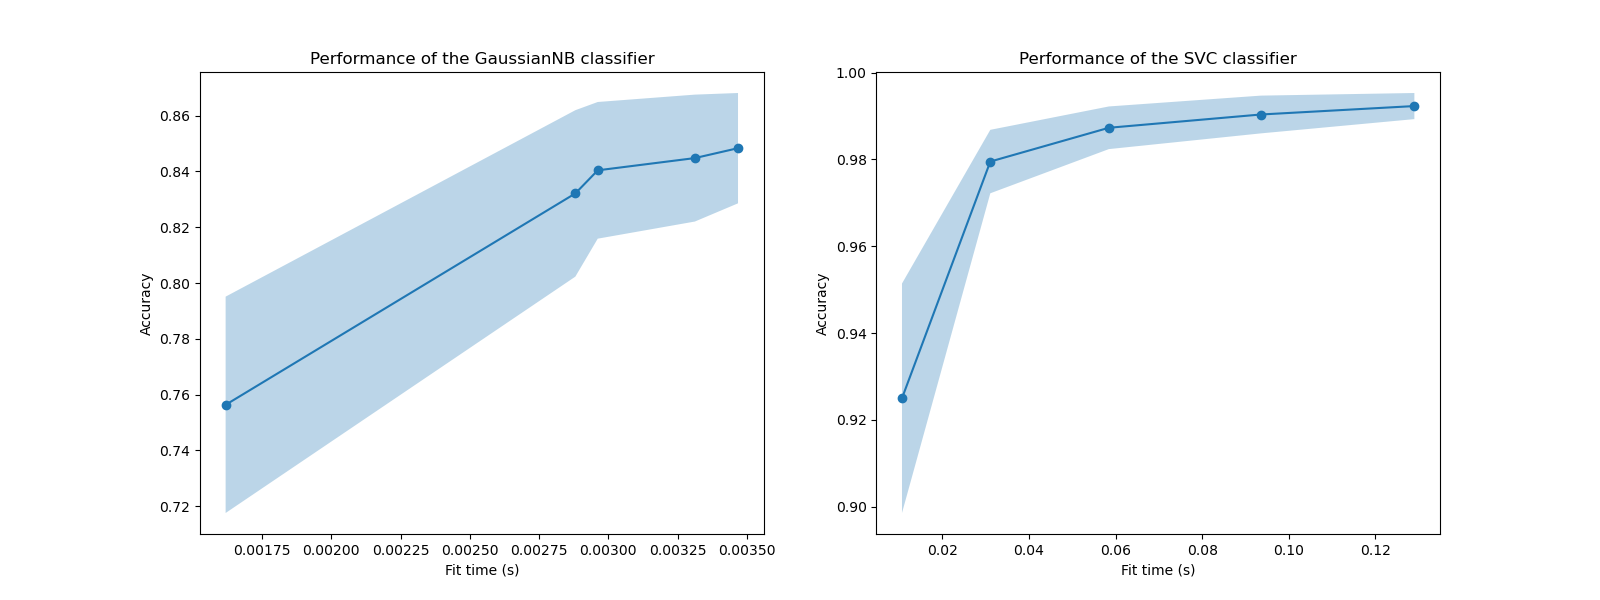 Performance of the GaussianNB classifier
0.86
0.84
0.82
0.80
0.78
0.76
0.74
0.72
Accuracy
0.00175 0.00200 0.00225 0.00250 0.00275 0.00300 0.00325 0.00350
Fit time (s)
Performance of the SVC classifier
1.00
0.98
0.96
0.94
0.92
0.90
Accuracy
0.02 0.04 0.06 0.08 0.10 0.12
Fit time (s)